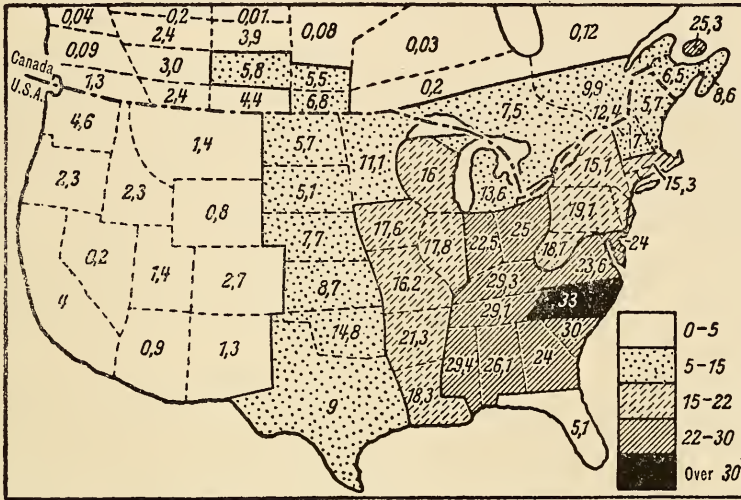 0,04 0,2 0,01 0,08 0,03 0,12 25,3
2,4 3,9
0,09 3,0 5,8 5,5 0,2 9,9 6,5 8,6
Canada 1,3 2,4 4,4 6,8 7,5 12,4 5,7
U.S.A.
4,6 1,4 5,7 11,1 16 13,6 15,1 7
2,3 2,3 0,8 5,1 19,1 15,3
0,2 1,4 2,7 7,7 17,6 17,8 22,5 25 18,7 24
4 8,7 16,2 29,3 23,6
0,9 1,3 14,8 21,3 29,1 33
9 18,3 29,4 26,1 24 30
5,1
0-5
5-15
15-22
22-30
Over 30